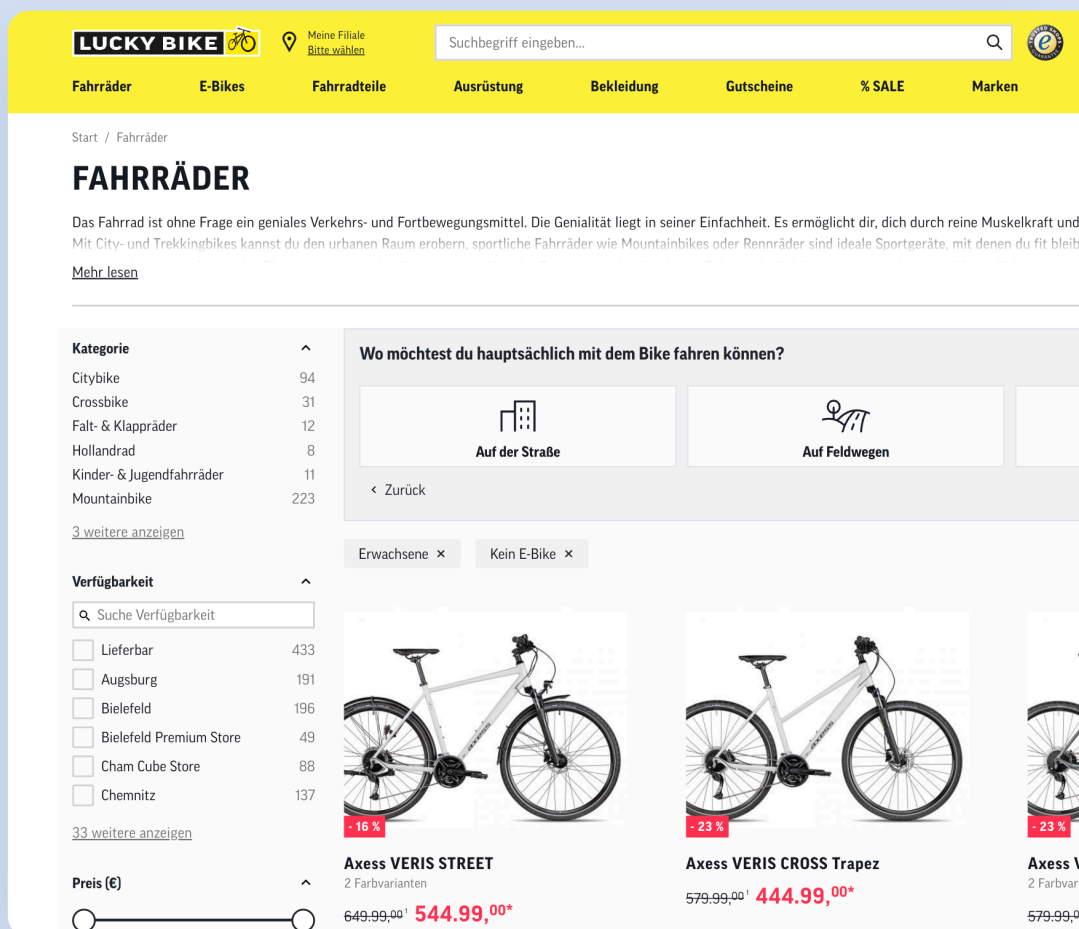 LUCKY BIKE
Meine Filiale
Bitte wählen
Suchbegriff eingeben...
TRUSTED SHOPS
GUARANTEE
e
Fahrräder E-Bikes Fahrradteile Ausrüstung Bekleidung Gutscheine % SALE Marken
Start / Fahrräder
FAHRRÄDER
Das Fahrrad ist ohne Frage ein geniales Verkehrs- und Fortbewegungsmittel. Die Genialität liegt in seiner Einfachheit. Es ermöglicht dir, dich durch reine Muskelkraft und
Mit City- und Trekkingbikes kannst du den urbanen Raum erobern, sportliche Fahrräder wie Mountainbikes oder Rennräder sind ideale Sportgeräte, mit denen du fit bleib
Mehr lesen
Kategorie
Citybike 94
Crossbike 31
Falt- & Klappräder 12
Hollandrad 8
Kinder- & Jugendfahrräder 11
Mountainbike 223
3 weitere anzeigen
Verfügbarkeit
Suche Verfügbarkeit
Lieferbar 433
Augsburg 191
Bielefeld 196
Bielefeld Premium Store 49
Cham Cube Store 88
Chemnitz 137
33 weitere anzeigen
Preis (€)
Wo möchtest du hauptsächlich mit dem Bike fahren können?
Auf der Straße
Auf Feldwegen
Zurück
Erwachsene ×
Kein E-Bike ×
axess
- 16 %
Axess VERIS STREET
2 Farbvarianten
649.99,00¹ 544.99,00*
axess
- 23 %
Axess VERIS CROSS Trapez
579.99,00¹ 444.99,00*
- 23 %
Axess V
2 Farbvar
579.99,0